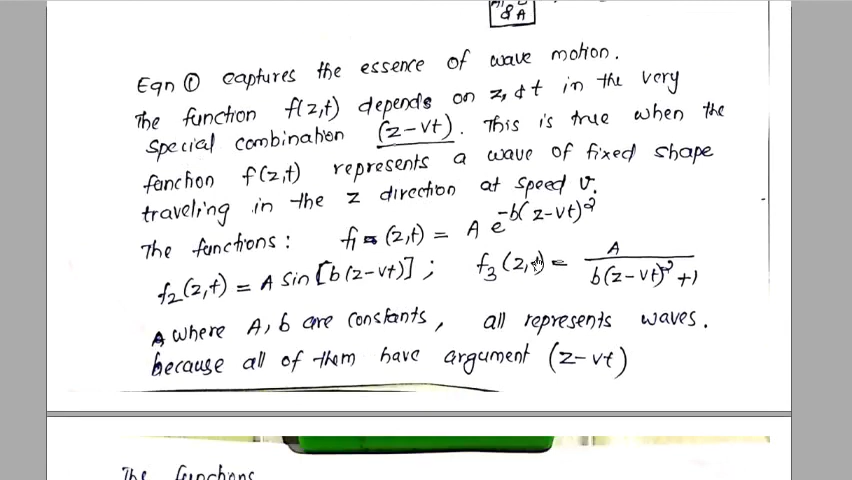 & A
Eqn ① captures the essence of wave motion.
The function f(z,t) depends on z, & t in the very
special combination (z-vt). This is true when the
function f(z,t) represents a wave of fixed shape
traveling in the z direction at speed v.
The functions : f₁ (z,t) = A e^{-b(z-vt)²}
f₂(z,t) = A sin [b(z-vt)] ; f₃(z,t) = A / b(z-vt)²+1
where A, b are constants, all represents waves.
because all of them have argument (z-vt)
The functions